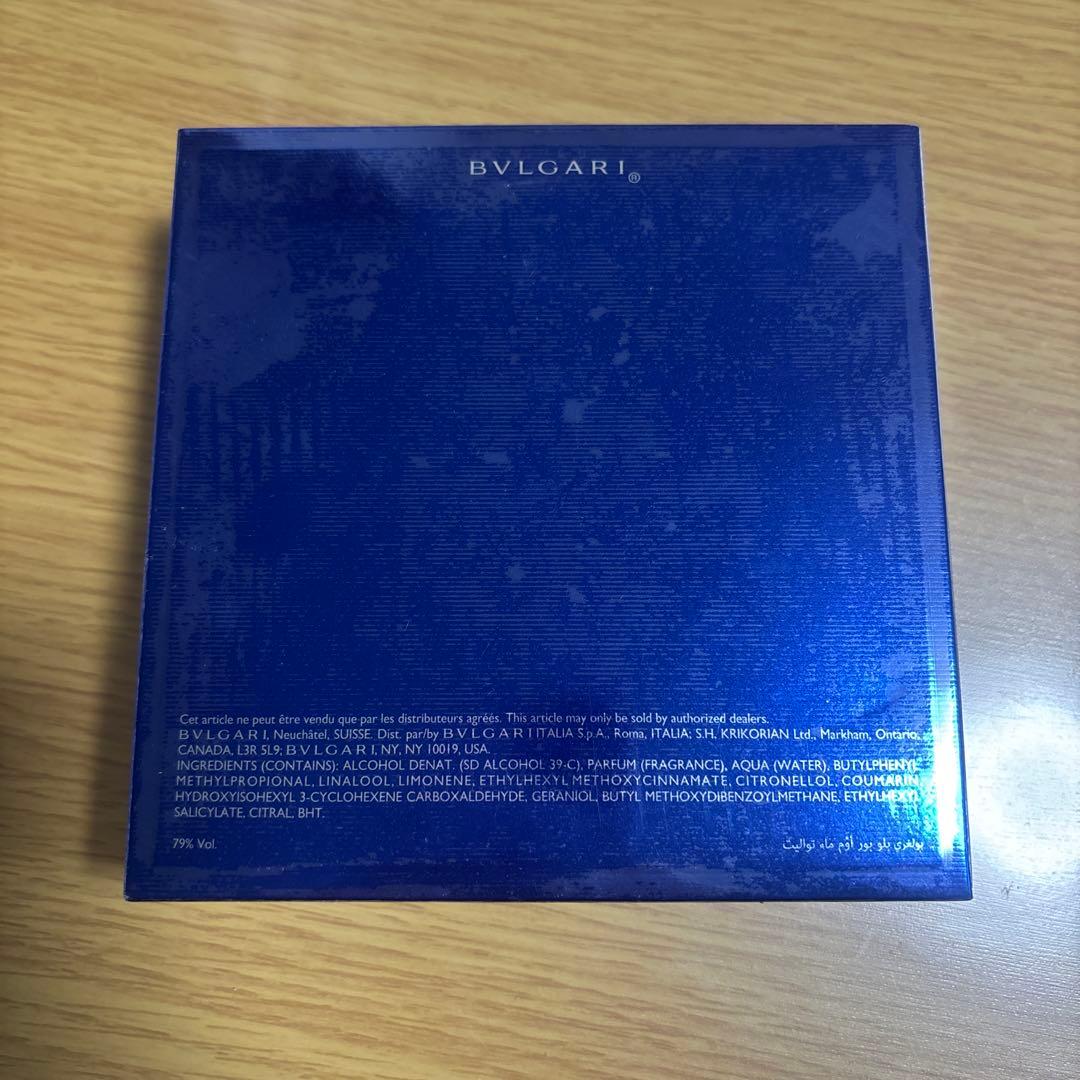 BVLGARI®
Cet article ne peut être vendu que par les distributeurs agréés. This article may only be sold by authorized dealers.
BVLGARI, Neuchâtel, SUISSE. Dist. par/by BVLGARI ITALIA S.p.A., Roma, ITALIA; S.H. KRIKORIAN Ltd., Markham, Ontario,
CANADA, L3R 5L9; BVLGARI, NY, NY 10019, USA.
INGREDIENTS (CONTAINS): ALCOHOL DENAT. (SD ALCOHOL 39-C), PARFUM (FRAGRANCE), AQUA (WATER), BUTYLPHENYL
METHYLPROPIONAL, LINALOOL, LIMONENE, ETHYLHEXYL METHOXYCINNAMATE, CITRONELLOL, COUMARIN,
HYDROXYISOHEXYL 3-CYCLOHEXENE CARBOXALDEHYDE, GERANIOL, BUTYL METHOXYDIBENZOYLMETHANE, ETHYLHEXYL
SALICYLATE, CITRAL, BHT.
79% Vol.
بولغري بلو بور أوم ماء تواليت